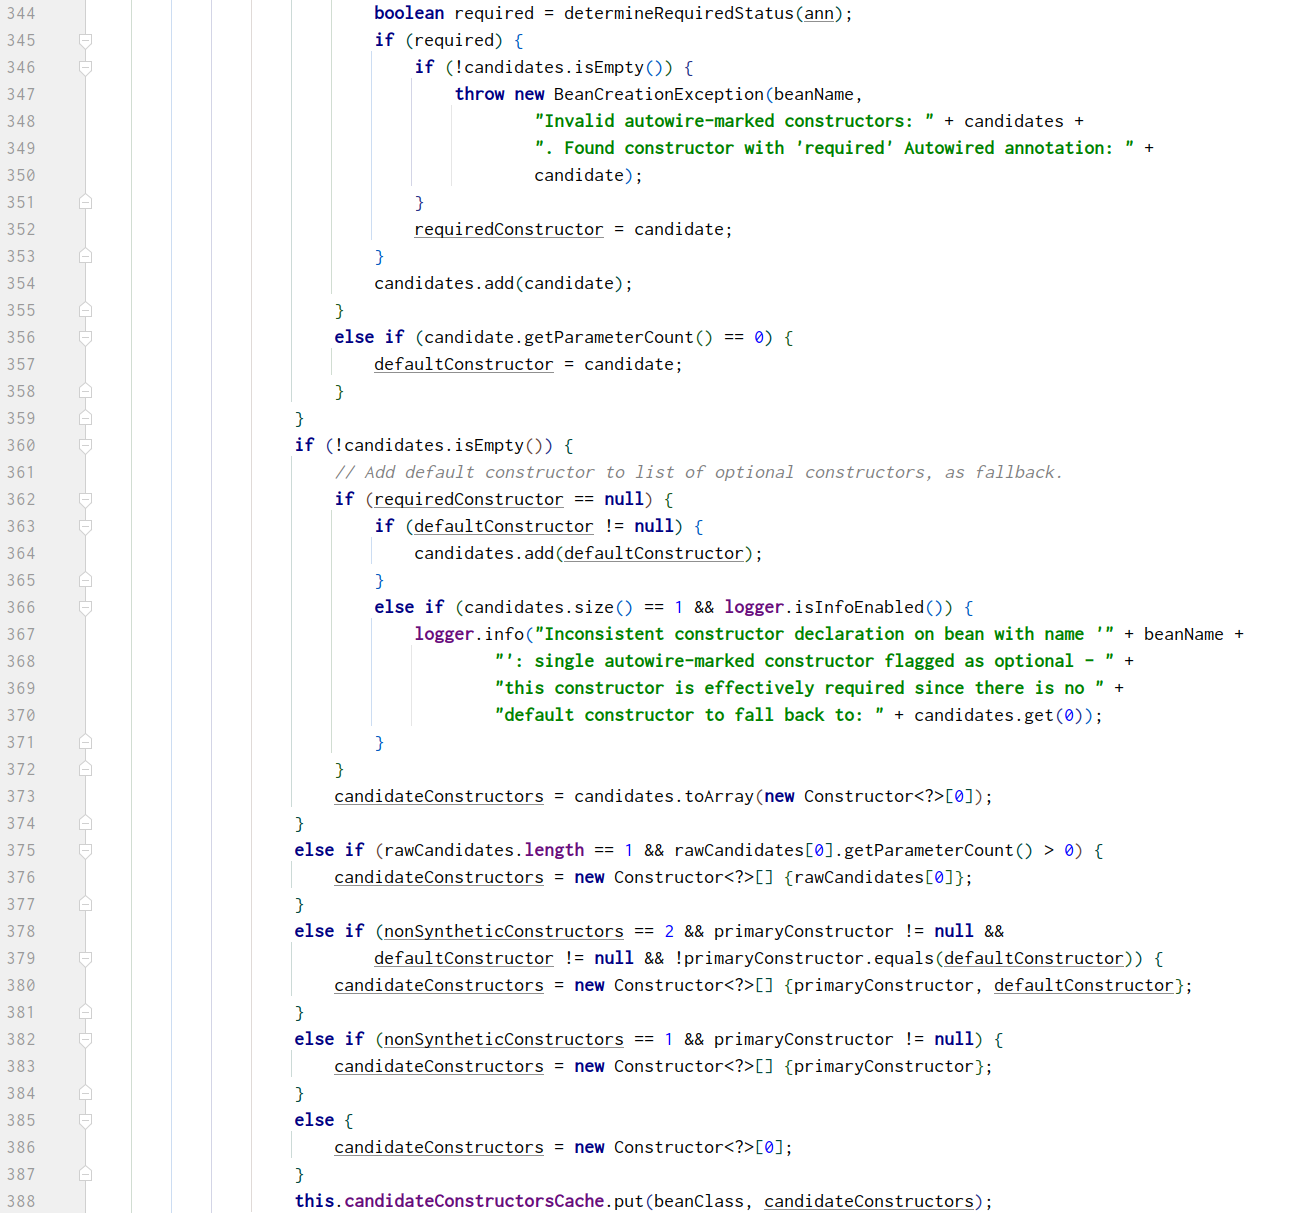 344 boolean required = determineRequiredStatus(ann);
345 if (required) {
346 if (!candidates.isEmpty()) {
347 throw new BeanCreationException(beanName,
348 "Invalid autowire-marked constructors: " + candidates +
349 ". Found constructor with 'required' Autowired annotation: " +
350 candidate);
351 }
352 requiredConstructor = candidate;
353 }
354 candidates.add(candidate);
355 }
356 else if (candidate.getParameterCount() == 0) {
357 defaultConstructor = candidate;
358 }
359 }
360 if (!candidates.isEmpty()) {
361 // Add default constructor to list of optional constructors, as fallback.
362 if (requiredConstructor == null) {
363 if (defaultConstructor != null) {
364 candidates.add(defaultConstructor);
365 }
366 else if (candidates.size() == 1 && logger.isInfoEnabled()) {
367 logger.info("Inconsistent constructor declaration on bean with name '" + beanName +
368 "': single autowire-marked constructor flagged as optional - " +
369 "this constructor is effectively required since there is no " +
370 "default constructor to fall back to: " + candidates.get(0));
371 }
372 }
373 candidateConstructors = candidates.toArray(new Constructor<?>[0]);
374 }
375 else if (rawCandidates.length == 1 && rawCandidates[0].getParameterCount() > 0) {
376 candidateConstructors = new Constructor<?>[] {rawCandidates[0]};
377 }
378 else if (nonSyntheticConstructors == 2 && primaryConstructor != null &&
379 defaultConstructor != null && !primaryConstructor.equals(defaultConstructor)) {
380 candidateConstructors = new Constructor<?>[] {primaryConstructor, defaultConstructor};
381 }
382 else if (nonSyntheticConstructors == 1 && primaryConstructor != null) {
383 candidateConstructors = new Constructor<?>[] {primaryConstructor};
384 }
385 else {
386 candidateConstructors = new Constructor<?>[0];
387 }
388 this.candidateConstructorsCache.put(beanClass, candidateConstructors);